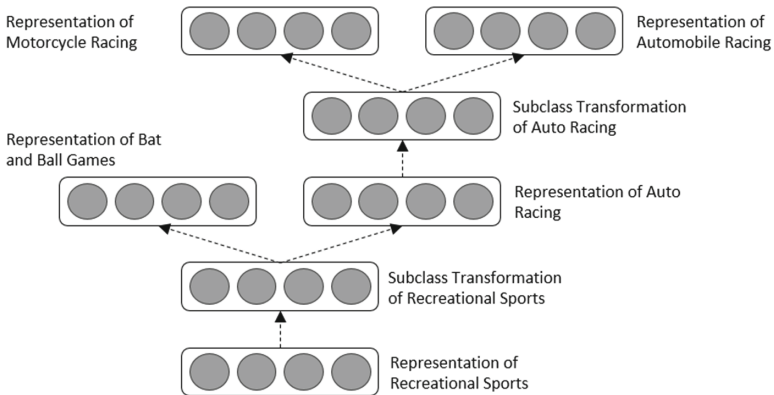 Representation of
Motorcycle Racing
Representation of
Automobile Racing
Subclass Transformation
of Auto Racing
Representation of Bat
and Ball Games
Representation of Auto
Racing
Subclass Transformation
of Recreational Sports
Representation of
Recreational Sports